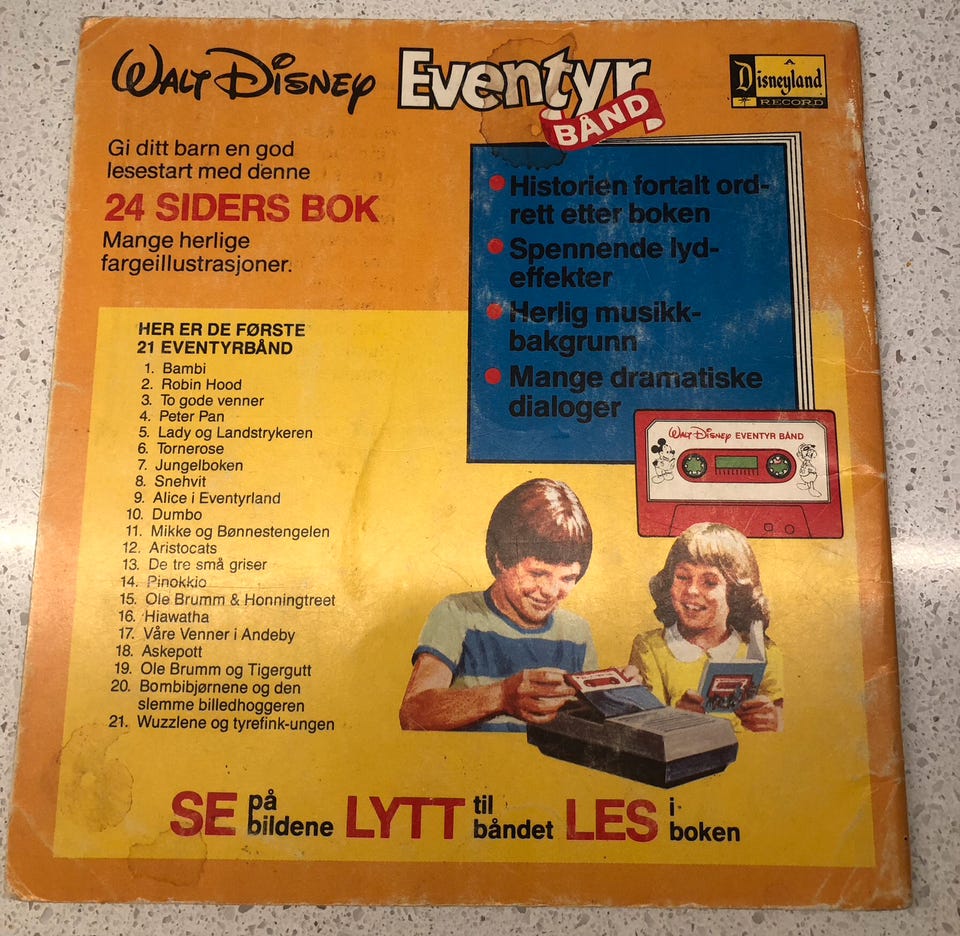 WALT DISNEY Eventyr
BÅND
A
Disneyland
RECORD
Gi ditt barn en god
lesestart med denne
24 SIDERS BOK
Mange herlige
fargeillustrasjoner.
• Historien fortalt ord-
rett etter boken
• Spennende lyd-
effekter
• Herlig musikk-
bakgrunn
• Mange dramatiske
dialoger
WALT DISNEY EVENTYR BÅND
HER ER DE FØRSTE
21 EVENTYRBÅND
1. Bambi
2. Robin Hood
3. To gode venner
4. Peter Pan
5. Lady og Landstrykeren
6. Tornerose
7. Jungelboken
8. Snehvit
9. Alice i Eventyrland
10. Dumbo
11. Mikke og Bønnestengelen
12. Aristocats
13. De tre små griser
14. Pinokkio
15. Ole Brumm & Honningtreet
16. Hiawatha
17. Våre Venner i Andeby
18. Askepott
19. Ole Brumm og Tigergutt
20. Bombibjørnene og den
slemme billedhoggeren
21. Wuzzlene og tyrefink-ungen
SE på bildene LYTT til båndet LES i boken